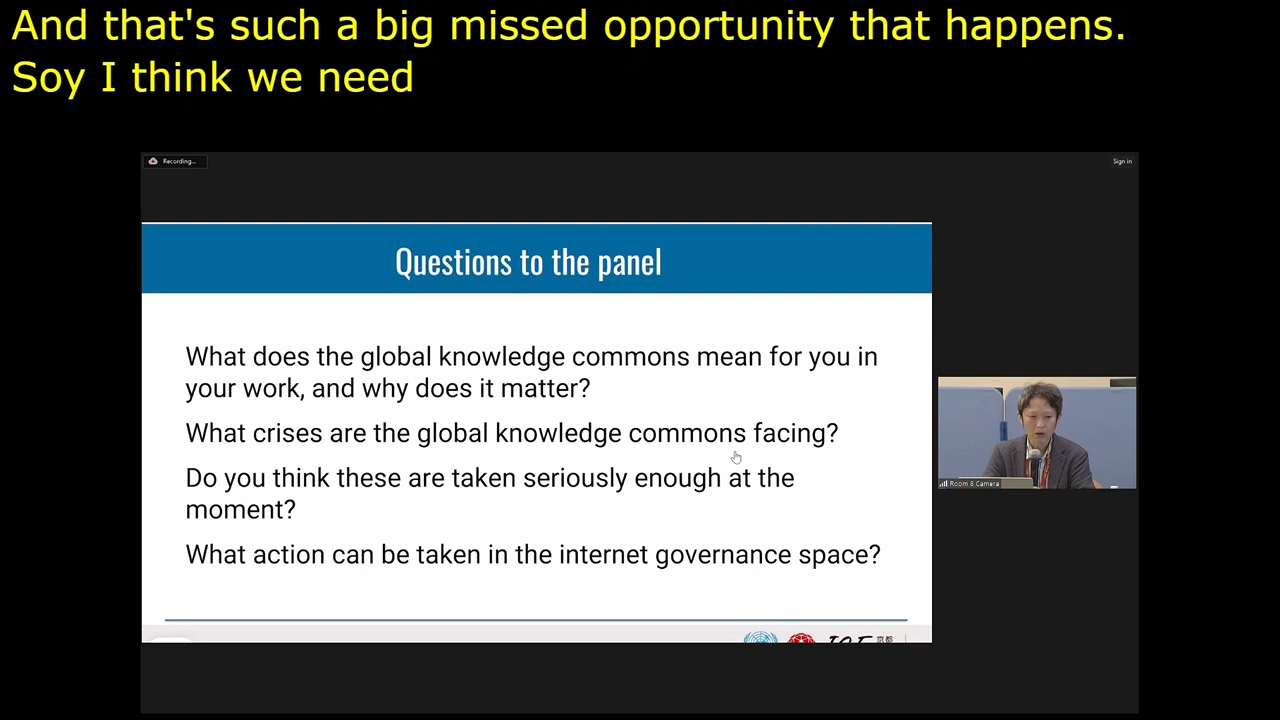 And that's such a big missed opportunity that happens.
Soy I think we need
Recording...
Sign in
Questions to the panel
What does the global knowledge commons mean for you in
your work, and why does it matter?
What crises are the global knowledge commons facing?
Do you think these are taken seriously enough at the
moment?
What action can be taken in the internet governance space?
Room 8 Camera
IGF 京都